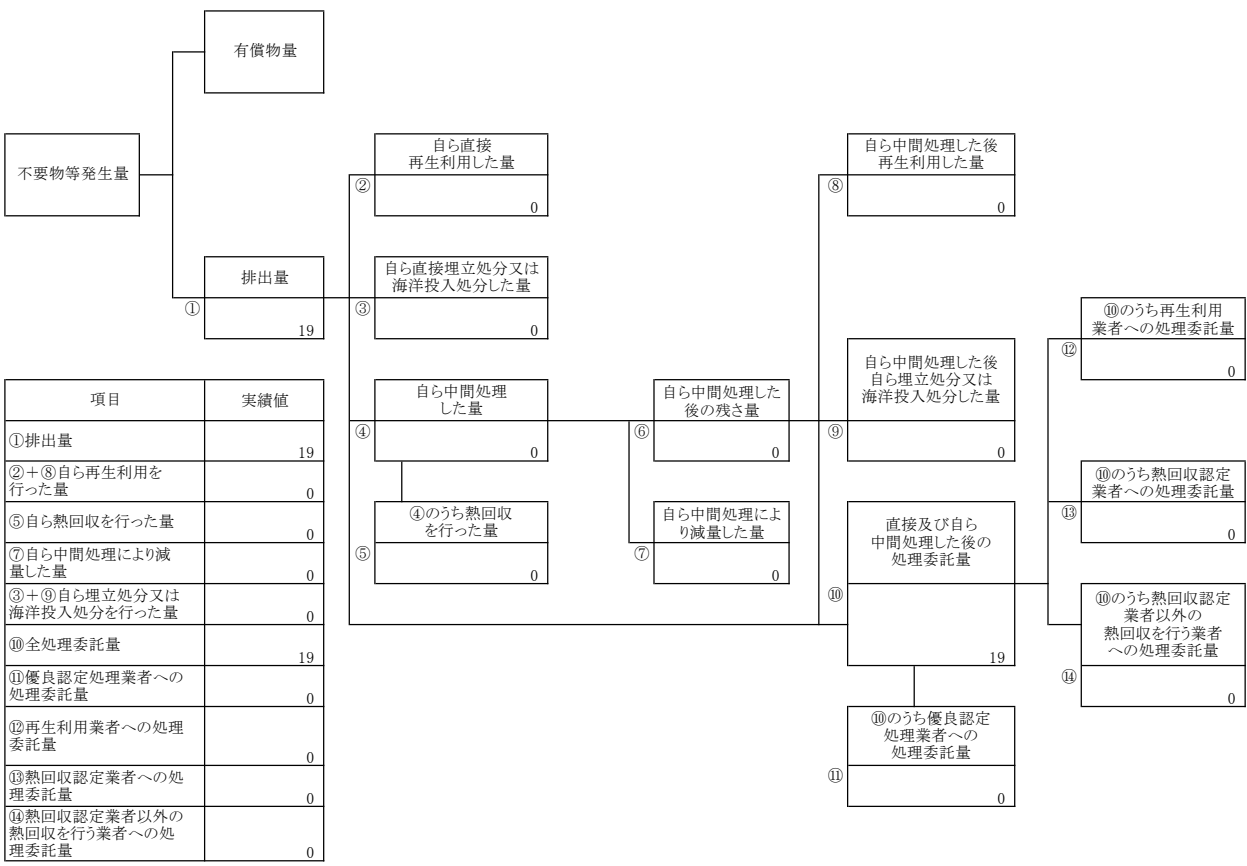 有償物量
不要物等発生量
排出量
①
19
自ら直接
再生利用した量
②
0
自ら直接埋立処分又は
海洋投入処分した量
③
0
自ら中間処理
した量
④
0
④のうち熱回収
を行った量
⑤
0
自ら中間処理した
後の残さ量
⑥
0
自ら中間処理によ
り減量した量
⑦
0
自ら中間処理した後
再生利用した量
⑧
0
自ら中間処理した後
自ら埋立処分又は
海洋投入処分した量
⑨
0
直接及び自ら
中間処理した後の
処理委託量
⑩
19
⑩のうち優良認定
処理業者への
処理委託量
⑪
0
⑩のうち再生利用
業者への処理委託量
⑫
0
⑩のうち熱回収認定
業者への処理委託量
⑬
0
⑩のうち熱回収認定
業者以外の
熱回収を行う業者
への処理委託量
⑭
0
項目 実績値
①排出量 19
②＋⑧自ら再生利用を
行った量 0
⑤自ら熱回収を行った量 0
⑦自ら中間処理により減
量した量 0
③＋⑨自ら埋立処分又は
海洋投入処分を行った量 0
⑩全処理委託量 19
⑪優良認定処理業者への
処理委託量 0
⑫再生利用業者への処理
委託量 0
⑬熱回収認定業者への処
理委託量 0
⑭熱回収認定業者以外の
熱回収を行う業者への処
理委託量 0